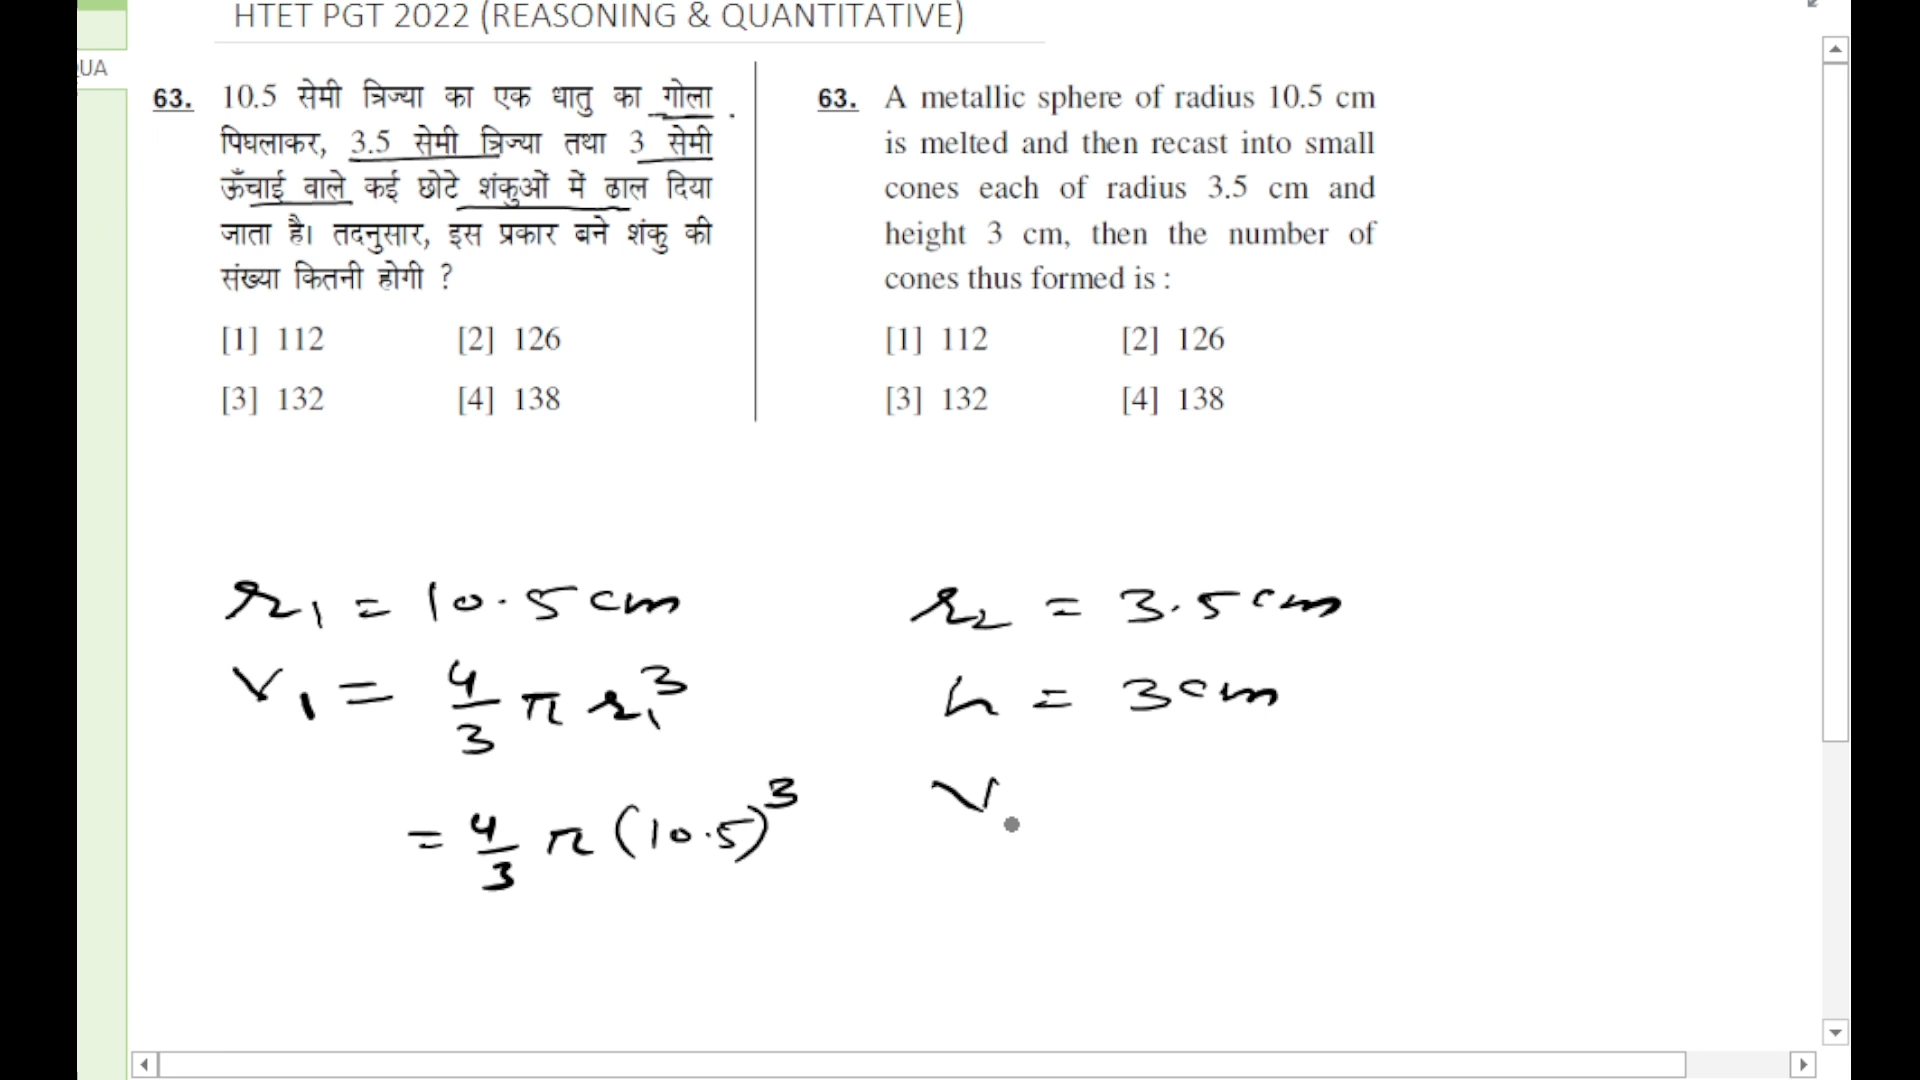 HTET PGT 2022 (REASONING & QUANTITATIVE)
QUA
63. 10.5 सेमी त्रिज्या का एक धातु का गोला
पिघलाकर, 3.5 सेमी त्रिज्या तथा 3 सेमी
ऊँचाई वाले कई छोटे शंकुओं में ढाल दिया
जाता है। तदनुसार, इस प्रकार बने शंकु की
संख्या कितनी होगी ?
[1] 112 [2] 126
[3] 132 [4] 138
63. A metallic sphere of radius 10.5 cm
is melted and then recast into small
cones each of radius 3.5 cm and
height 3 cm, then the number of
cones thus formed is :
[1] 112 [2] 126
[3] 132 [4] 138
r₁ = 10.5 cm
V₁ = 4/3 π r₁³
= 4/3 π (10.5)³
r₂ = 3.5 cm
h = 3 cm
V